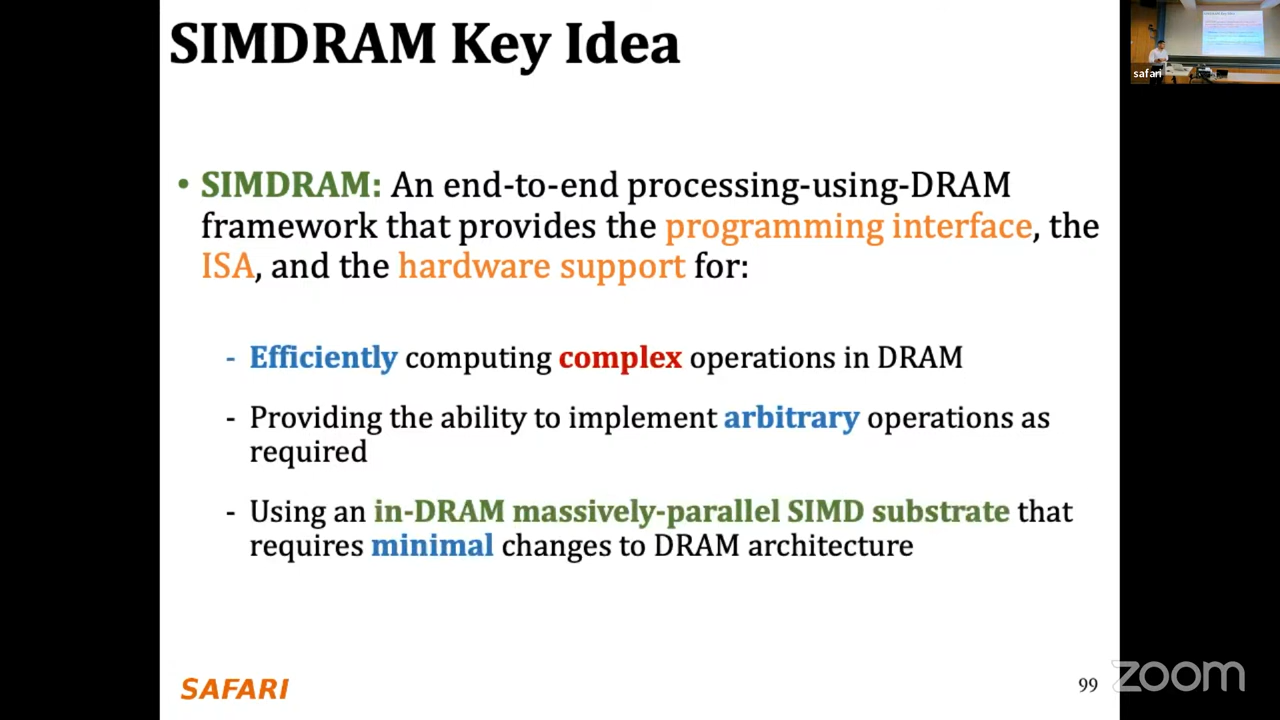 SIMDRAM Key Idea
• SIMDRAM: An end-to-end processing-using-DRAM
framework that provides the programming interface, the
ISA, and the hardware support for:
- Efficiently computing complex operations in DRAM
- Providing the ability to implement arbitrary operations as
required
- Using an in-DRAM massively-parallel SIMD substrate that
requires minimal changes to DRAM architecture
SAFARI
99
zoom
safari